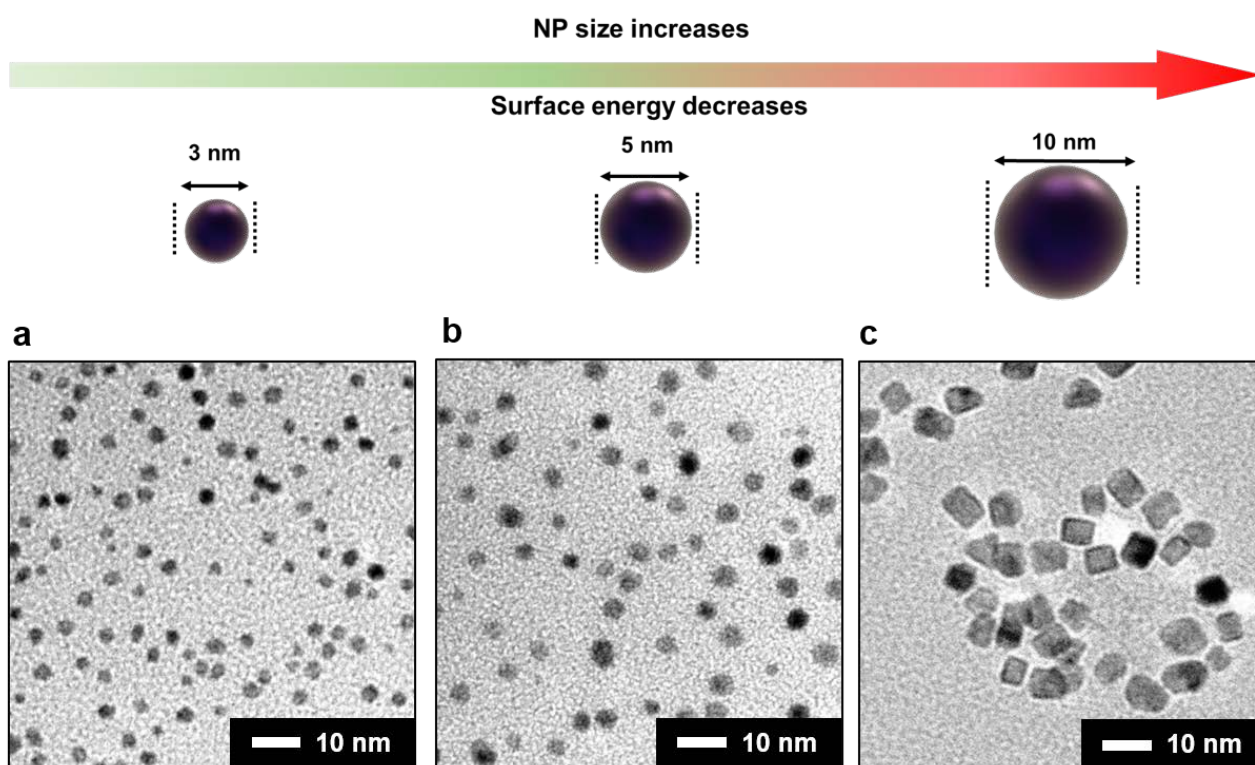 NP size increases
Surface energy decreases
3 nm
5 nm
10 nm
a
b
c
10 nm
10 nm
10 nm